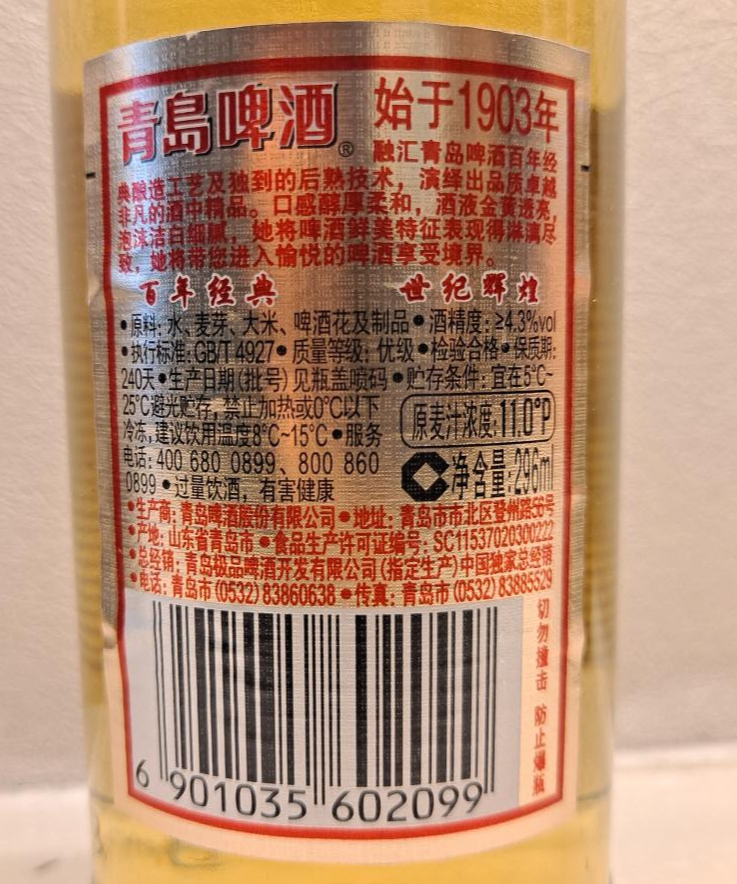 青岛啤酒® 始于1903年
融汇青岛啤酒百年经
典酿造工艺及独到的后熟技术，演绎出品质卓越
非凡的酒中精品。口感醇厚柔和，酒液金黄透亮，
泡沫洁白细腻，她将啤酒鲜美特征表现得淋漓尽
致，她将带您进入愉悦的啤酒享受境界。
百年经典 世纪辉煌
•原料: 水、麦芽、大米、啤酒花及制品•酒精度: ≥4.3%vol
•执行标准:GB/T 4927•质量等级: 优级•检验合格•保质期:
240天•生产日期(批号)见瓶盖喷码•贮存条件: 宜在5°C~
25°C避光贮存,禁止加热或0°C以下
冷冻,建议饮用温度8°C~15°C•服务
电话: 400 680 0899、800 860
0899•过量饮酒，有害健康
原麦汁浓度:11.0°P
净含量:296ml
•生产商: 青岛啤酒股份有限公司•地址: 青岛市市北区登州路56号
•产地: 山东省青岛市•食品生产许可证编号: SC11537020300222
•总经销: 青岛极品啤酒开发有限公司(指定生产)中国独家总经销
•电话: 青岛市(0532)83860638•传真: 青岛市(0532)83885529
切勿撞击 防止爆瓶
6 901035 602099